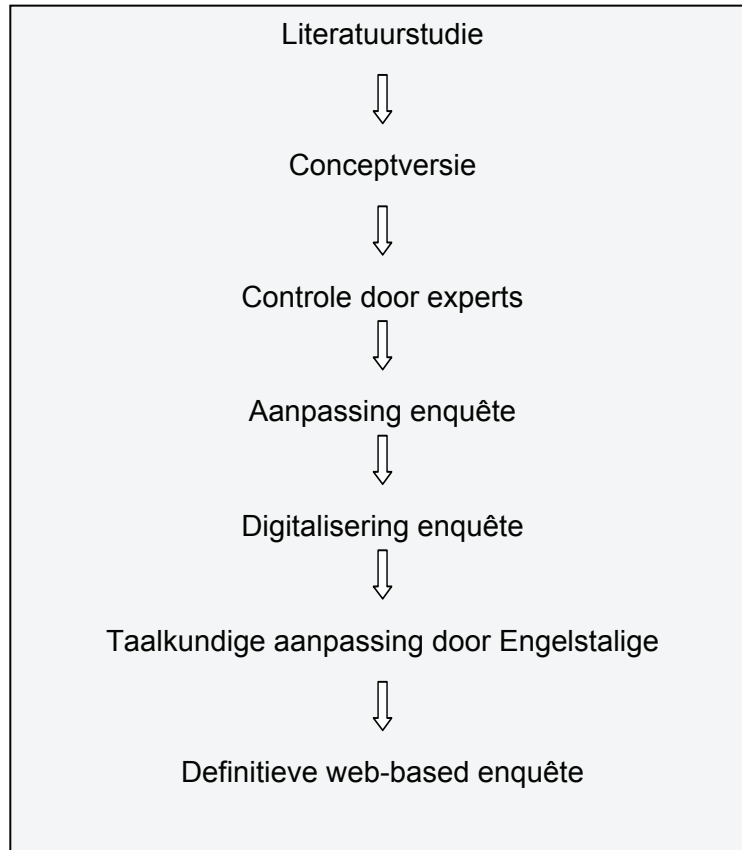 Literatuurstudie
Conceptversie
Controle door experts
Aanpassing enquête
Digitalisering enquête
Taalkundige aanpassing door Engelstalige
Definitieve web-based enquête